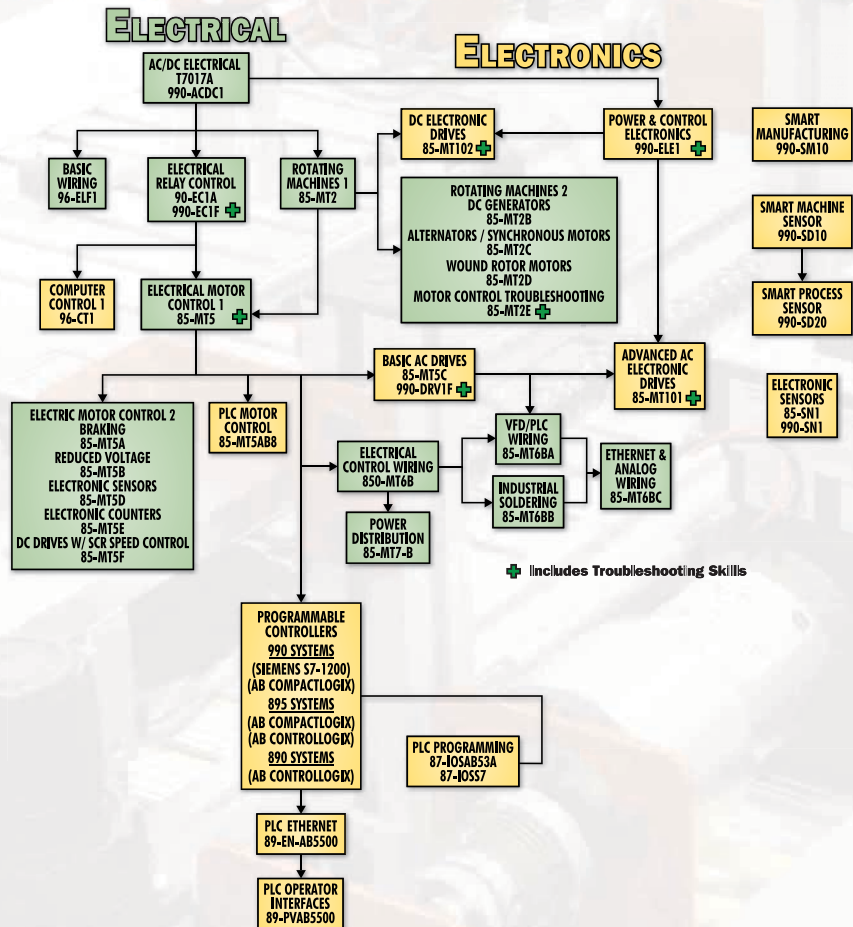 ELECTRICAL
ELECTRONICS
AC/DC ELECTRICAL
T7017A
990-ACDC1
BASIC
WIRING
96-ELF1
ELECTRICAL
RELAY CONTROL
90-EC1A
990-EC1F
ROTATING
MACHINES 1
85-MT2
DC ELECTRONIC
DRIVES
85-MT102
POWER & CONTROL
ELECTRONICS
990-ELE1
SMART
MANUFACTURING
990-SM10
ROTATING MACHINES 2
DC GENERATORS
85-MT2B
ALTERNATORS / SYNCHRONOUS MOTORS
85-MT2C
WOUND ROTOR MOTORS
85-MT2D
MOTOR CONTROL TROUBLESHOOTING
85-MT2E
SMART MACHINE
SENSOR
990-SD10
COMPUTER
CONTROL 1
96-CT1
ELECTRICAL MOTOR
CONTROL 1
85-MT5
SMART PROCESS
SENSOR
990-SD20
BASIC AC DRIVES
85-MT5C
990-DRV1F
ADVANCED AC
ELECTRONIC
DRIVES
85-MT101
ELECTRONIC
SENSORS
85-SN1
990-SN1
ELECTRIC MOTOR CONTROL 2
BRAKING
85-MT5A
REDUCED VOLTAGE
85-MT5B
ELECTRONIC SENSORS
85-MT5D
ELECTRONIC COUNTERS
85-MT5E
DC DRIVES W/ SCR SPEED CONTROL
85-MT5F
PLC MOTOR
CONTROL
85-MT5AB8
ELECTRICAL
CONTROL WIRING
850-MT6B
VFD/PLC
WIRING
85-MT6BA
INDUSTRIAL
SOLDERING
85-MT6BB
ETHERNET &
ANALOG
WIRING
85-MT6BC
POWER
DISTRIBUTION
85-MT7-B
Includes Troubleshooting Skills
PROGRAMMABLE
CONTROLLERS
990 SYSTEMS
(SIEMENS S7-1200)
(AB COMPACTLOGIX)
895 SYSTEMS
(AB COMPACTLOGIX)
(AB CONTROLLOGIX)
890 SYSTEMS
(AB CONTROLLOGIX)
PLC PROGRAMMING
87-IOSAB53A
87-IOSS7
PLC ETHERNET
89-EN-AB5500
PLC OPERATOR
INTERFACES
89-PVAB5500